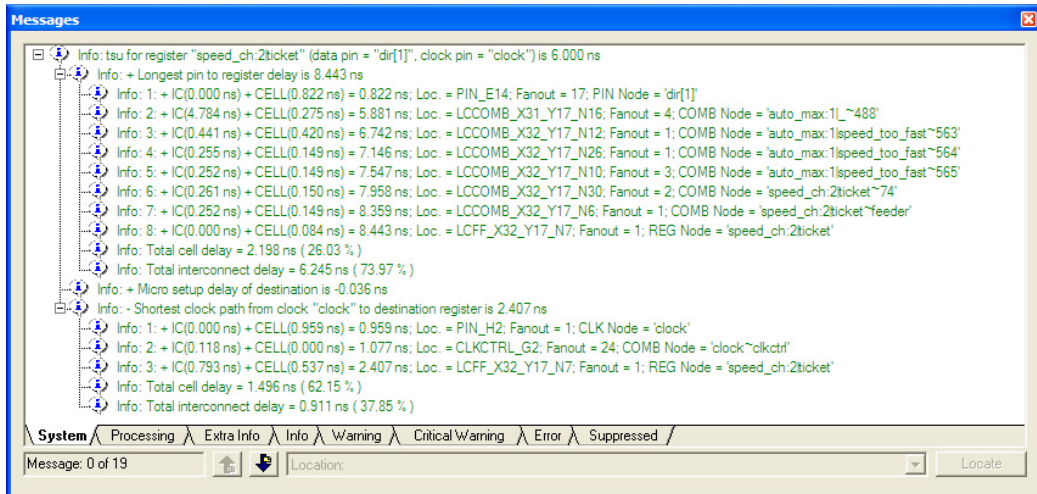 Messages
Info: tsu for register "speed_ch:2|ticket" (data pin = "dir[1]", clock pin = "clock") is 6.000 ns
Info: + Longest pin to register delay is 8.443 ns
Info: 1: + IC(0.000 ns) + CELL(0.822 ns) = 0.822 ns; Loc. = PIN_E14; Fanout = 17; PIN Node = 'dir[1]'
Info: 2: + IC(4.784 ns) + CELL(0.275 ns) = 5.881 ns; Loc. = LCCOMB_X31_Y17_N16; Fanout = 4; COMB Node = 'auto_max:1|_~488'
Info: 3: + IC(0.441 ns) + CELL(0.420 ns) = 6.742 ns; Loc. = LCCOMB_X32_Y17_N12; Fanout = 1; COMB Node = 'auto_max:1|speed_too_fast~563'
Info: 4: + IC(0.255 ns) + CELL(0.149 ns) = 7.146 ns; Loc. = LCCOMB_X32_Y17_N26; Fanout = 1; COMB Node = 'auto_max:1|speed_too_fast~564'
Info: 5: + IC(0.252 ns) + CELL(0.149 ns) = 7.547 ns; Loc. = LCCOMB_X32_Y17_N10; Fanout = 3; COMB Node = 'auto_max:1|speed_too_fast~565'
Info: 6: + IC(0.261 ns) + CELL(0.150 ns) = 7.958 ns; Loc. = LCCOMB_X32_Y17_N30; Fanout = 2; COMB Node = 'speed_ch:2|ticket~74'
Info: 7: + IC(0.252 ns) + CELL(0.149 ns) = 8.359 ns; Loc. = LCCOMB_X32_Y17_N6; Fanout = 1; COMB Node = 'speed_ch:2|ticket~feeder'
Info: 8: + IC(0.000 ns) + CELL(0.084 ns) = 8.443 ns; Loc. = LCFF_X32_Y17_N7; Fanout = 1; REG Node = 'speed_ch:2|ticket'
Info: Total cell delay = 2.198 ns ( 26.03 % )
Info: Total interconnect delay = 6.245 ns ( 73.97 % )
Info: + Micro setup delay of destination is -0.036 ns
Info: - Shortest clock path from clock "clock" to destination register is 2.407 ns
Info: 1: + IC(0.000 ns) + CELL(0.959 ns) = 0.959 ns; Loc. = PIN_H2; Fanout = 1; CLK Node = 'clock'
Info: 2: + IC(0.118 ns) + CELL(0.000 ns) = 1.077 ns; Loc. = CLKCTRL_G2; Fanout = 24; COMB Node = 'clock~clkctrl'
Info: 3: + IC(0.793 ns) + CELL(0.537 ns) = 2.407 ns; Loc. = LCFF_X32_Y17_N7; Fanout = 1; REG Node = 'speed_ch:2|ticket'
Info: Total cell delay = 1.496 ns ( 62.15 % )
Info: Total interconnect delay = 0.911 ns ( 37.85 % )
System Processing Extra Info Info Warning Critical Warning Error Suppressed
Message: 0 of 19 Location: Locate